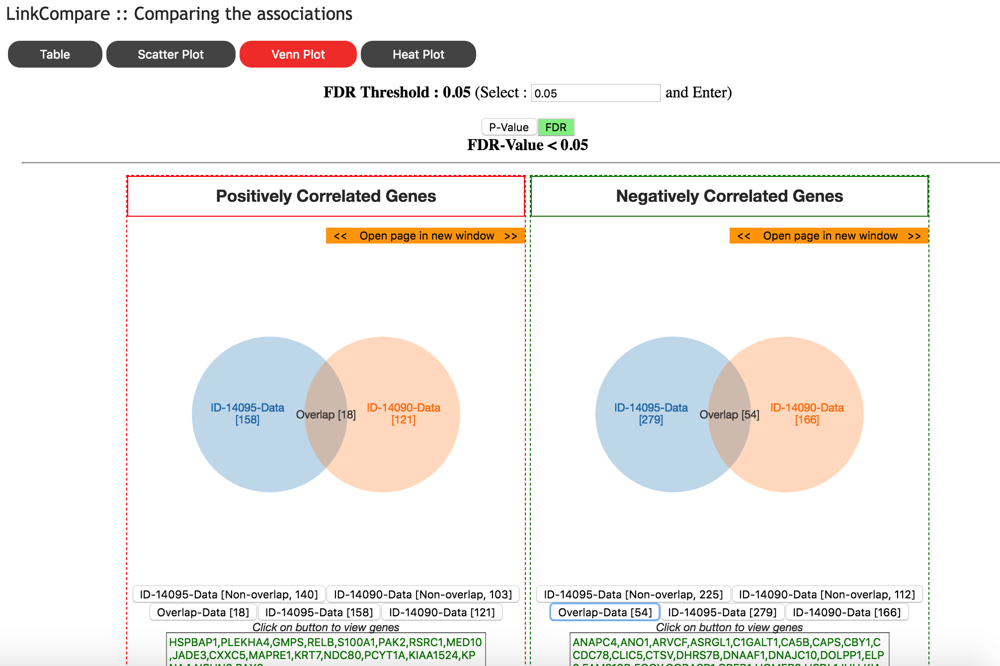 LinkCompare :: Comparing the associations
Table
Scatter Plot
Venn Plot
Heat Plot
FDR Threshold : 0.05 (Select : 0.05 and Enter)
P-Value FDR
FDR-Value < 0.05
Positively Correlated Genes
<< Open page in new window >>
ID-14095-Data
[158]
Overlap [18]
ID-14090-Data
[121]
ID-14095-Data [Non-overlap, 140] ID-14090-Data [Non-overlap, 103]
Overlap-Data [18] ID-14095-Data [158] ID-14090-Data [121]
Click on button to view genes
HSPBAP1,PLEKHA4,GMPS,RELB,S100A1,PAK2,RSRC1,MED10
,JADE3,CXXC5,MAPRE1,KRT7,NDC80,PCYT1A,KIAA1524,KP
Negatively Correlated Genes
<< Open page in new window >>
ID-14095-Data
[279]
Overlap [54]
ID-14090-Data
[166]
ID-14095-Data [Non-overlap, 225] ID-14090-Data [Non-overlap, 112]
Overlap-Data [54] ID-14095-Data [279] ID-14090-Data [166]
Click on button to view genes
ANAPC4,ANO1,ARVCF,ASRGL1,C1GALT1,CA5B,CAPS,CBY1,C
CDC78,CLIC5,CTSV,DHRS7B,DNAAF1,DNAJC10,DOLPP1,ELP